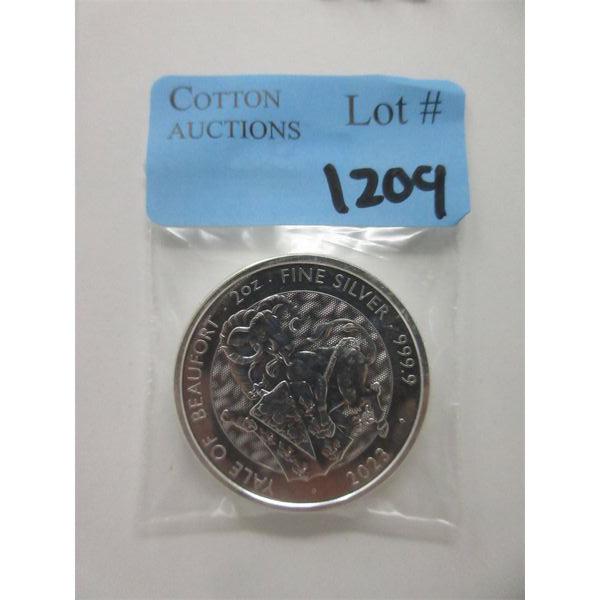 COTTON
AUCTIONS
Lot #
1209
YALE OF BEAUFORT · 2oz · FINE SILVER · 999.9 · 2023